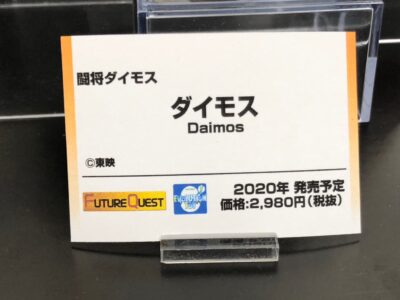 闘将ダイモス
ダイモス
Daimos
©東映
FUTURE QUEST
EVOLUTION
2020年 発売予定
価格:2,980円(税抜)